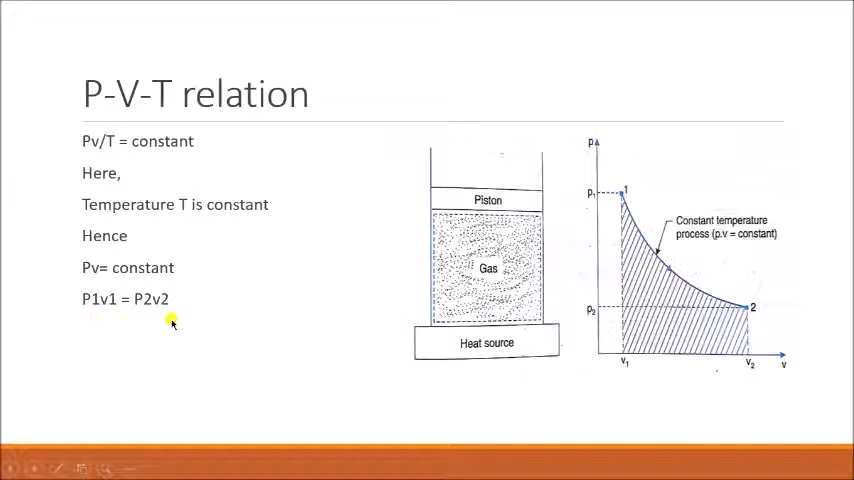 P-V-T relation
Pv/T = constant
Here,
Temperature T is constant
Hence
Pv= constant
P1v1 = P2v2
Piston
Gas
Heat source
p
p1
1
Constant temperature
process (p.v = constant)
p2
2
v1
v2
v